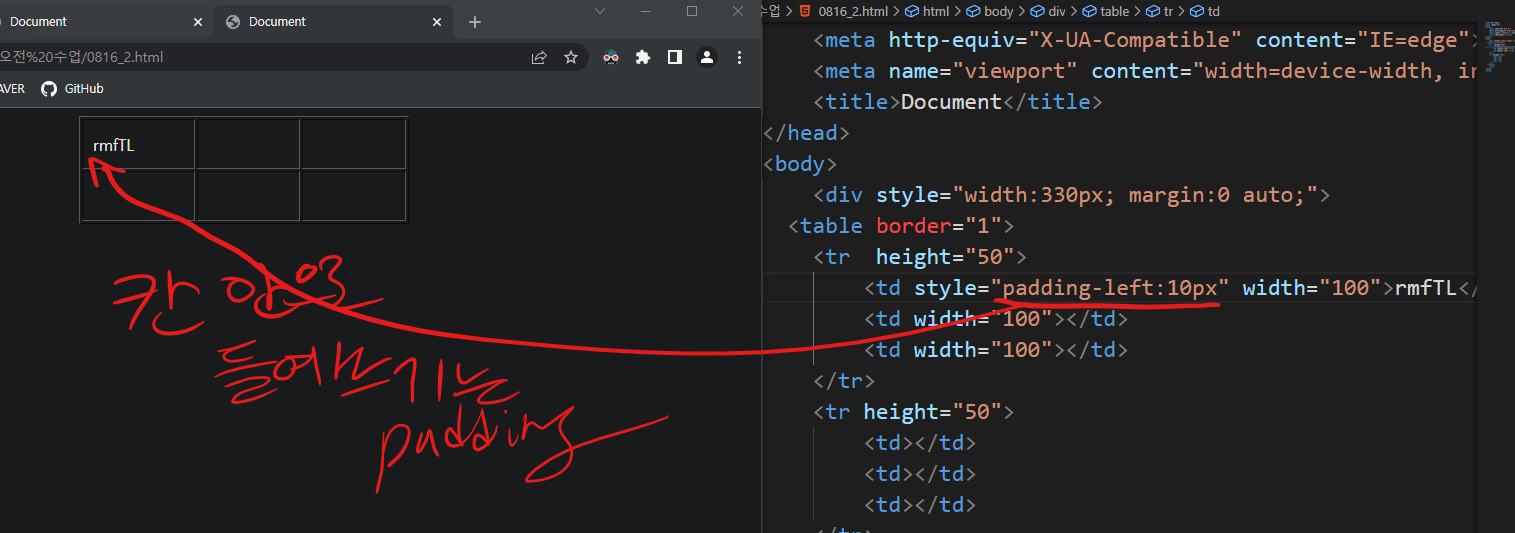 Document
Document
오전%20수업/0816_2.html
AVER
GitHub
rmfTL
칸 안에
들여쓰기는
padding
수업 > 0816_2.html > html > body > div > table > tr > td
<meta http-equiv="X-UA-Compatible" content="IE=edge">
<meta name="viewport" content="width=device-width, in
<title>Document</title>
</head>
<body>
<div style="width:330px; margin:0 auto;">
<table border="1">
<tr  height="50">
<td style="padding-left:10px" width="100">rmfTL</
<td width="100"></td>
<td width="100"></td>
</tr>
<tr height="50">
<td></td>
<td></td>
<td></td>
</tr>